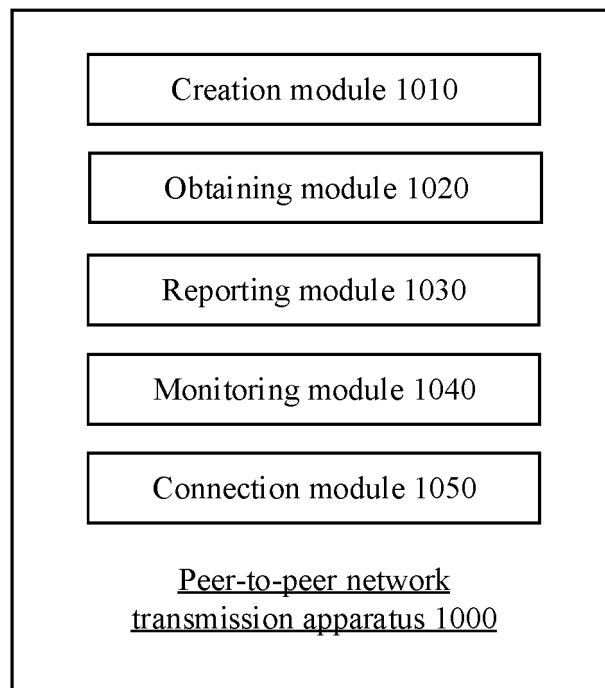 Creation module 1010
Obtaining module 1020
Reporting module 1030
Monitoring module 1040
Connection module 1050
Peer-to-peer network
transmission apparatus 1000